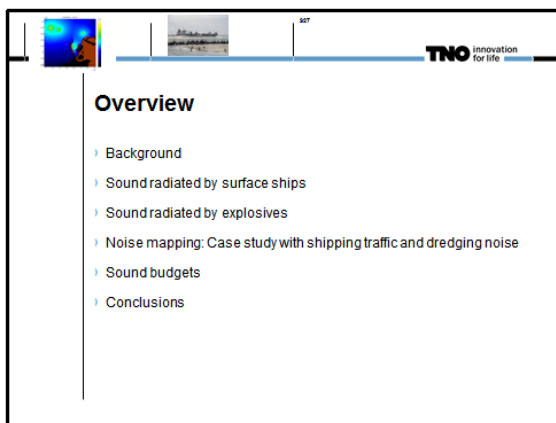 327
TNO innovation
for life
Overview
Background
Sound radiated by surface ships
Sound radiated by explosives
Noise mapping: Case study with shipping traffic and dredging noise
Sound budgets
Conclusions